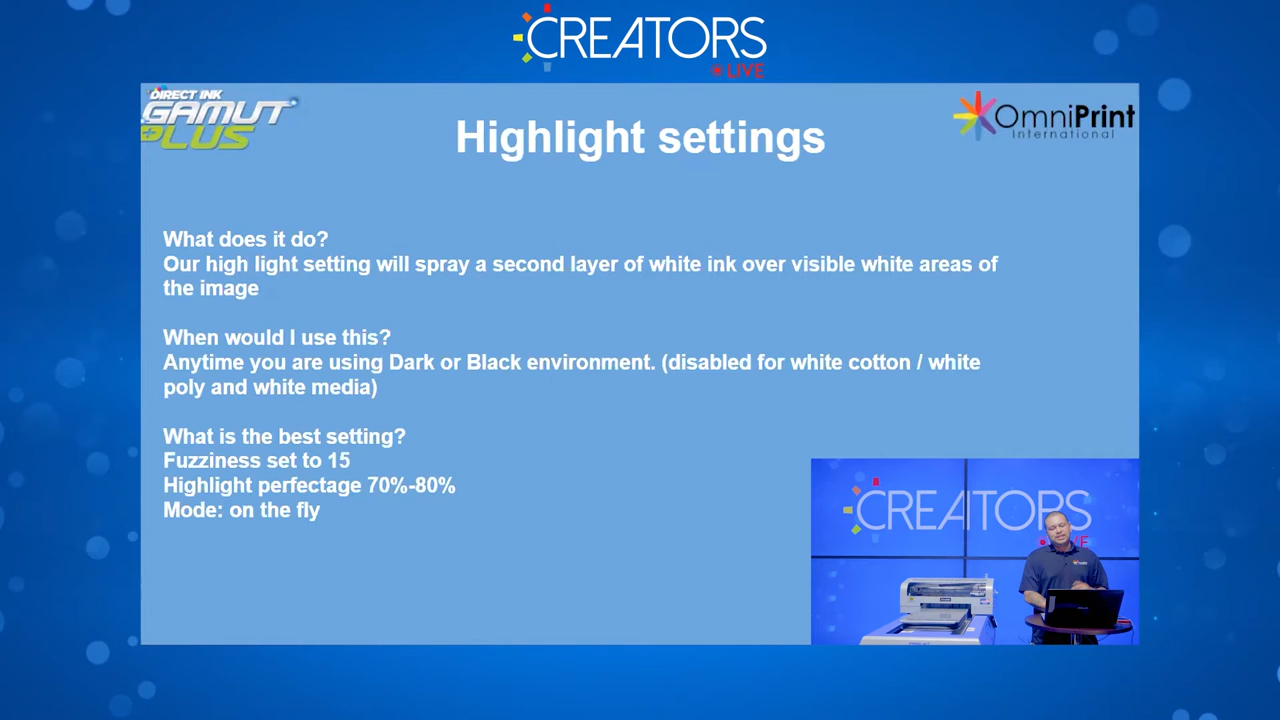 CREATORS
LIVE
DIRECT INK
GAMUT
PLUS
OmniPrint
International
Highlight settings
What does it do?
Our high light setting will spray a second layer of white ink over visible white areas of
the image
When would I use this?
Anytime you are using Dark or Black environment. (disabled for white cotton / white
poly and white media)
What is the best setting?
Fuzziness set to 15
Highlight perfectage 70%-80%
Mode: on the fly
CREATORS